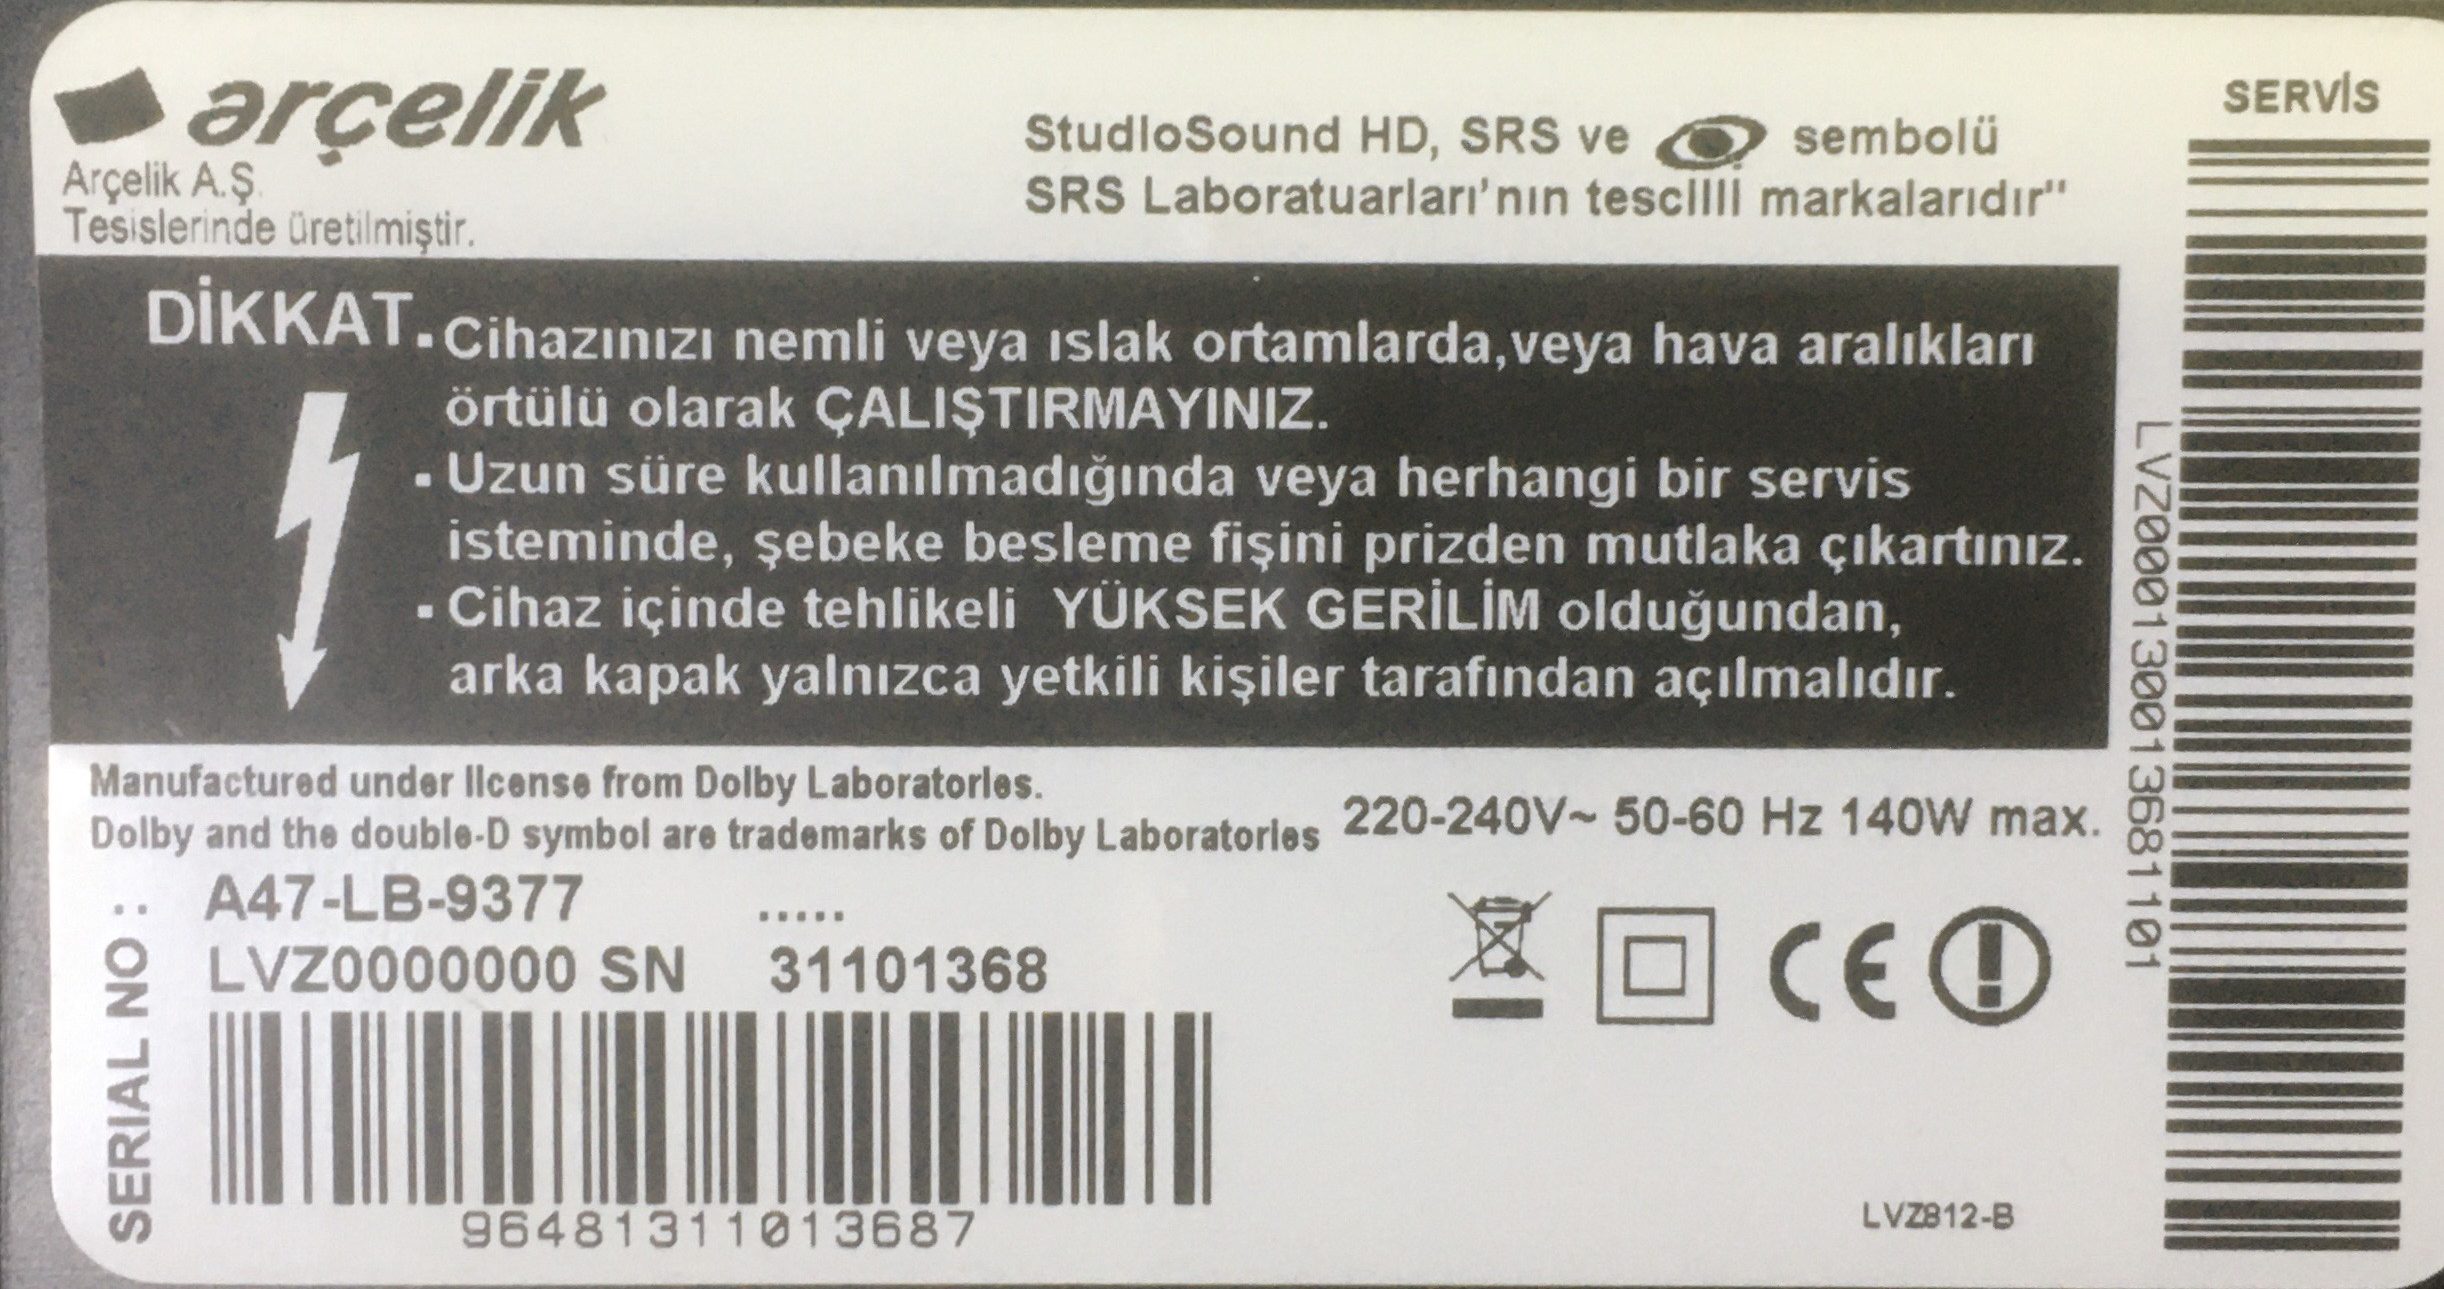 arçelik
Arçelik A.Ş.
Tesislerinde üretilmiştir.
StudioSound HD, SRS ve sembolü
SRS Laboratuarları'nın tescilli markalarıdır"
SERVİS
DİKKAT.
Cihazınızı nemli veya ıslak ortamlarda,veya hava aralıkları
örtülü olarak ÇALIŞTIRMAYINIZ.
- Uzun süre kullanılmadığında veya herhangi bir servis
isteminde, şebeke besleme fişini prizden mutlaka çıkartınız.
- Cihaz içinde tehlikeli YÜKSEK GERİLİM olduğundan,
arka kapak yalnızca yetkili kişiler tarafından açılmalıdır.
LVZ0000130013681101
Manufactured under license from Dolby Laboratories.
Dolby and the double-D symbol are trademarks of Dolby Laboratories
220-240V~ 50-60 Hz 140W max.
SERIAL NO : :
A47-LB-9377 .....
LVZ0000000 SN 31101368
96481311013687
CE
LVZ812-B